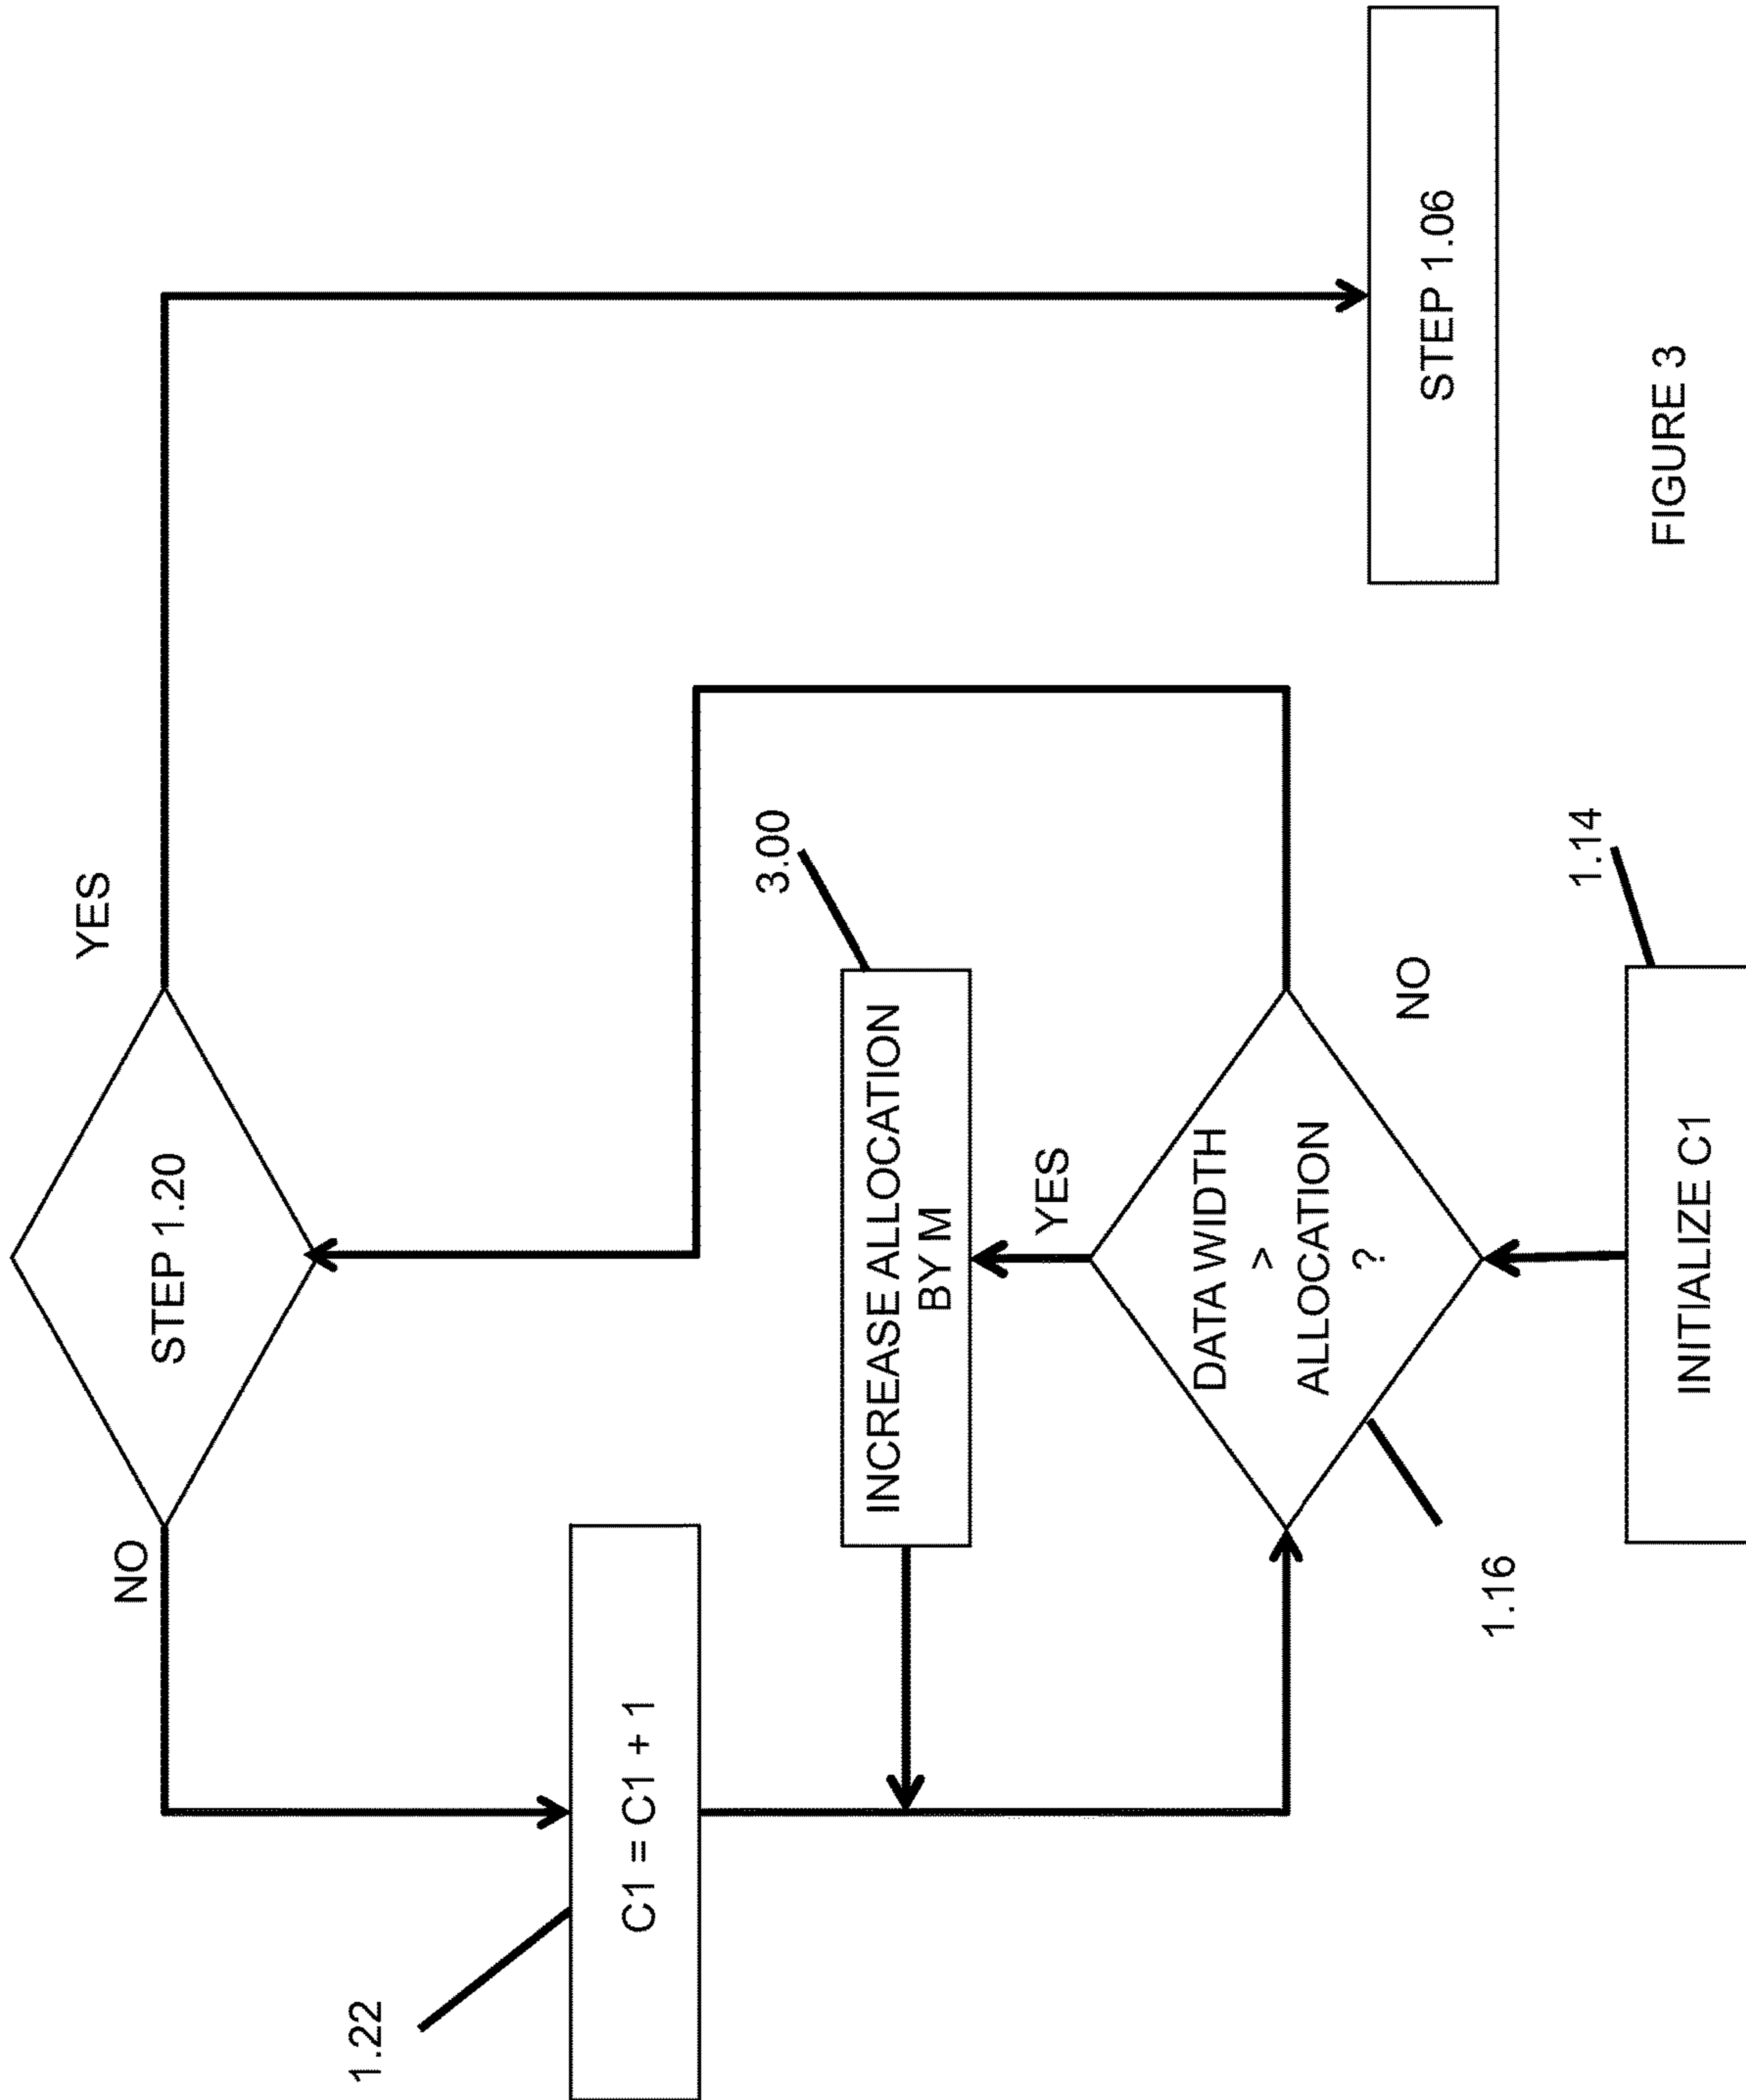 YES
NO
STEP 1.20
1.22
C1 = C1 + 1
3.00
INCREASE ALLOCATION
BY M
YES
DATA WIDTH
>
ALLOCATION
?
NO
STEP 1.06
1.16
1.14
INITIALIZE C1
FIGURE 3